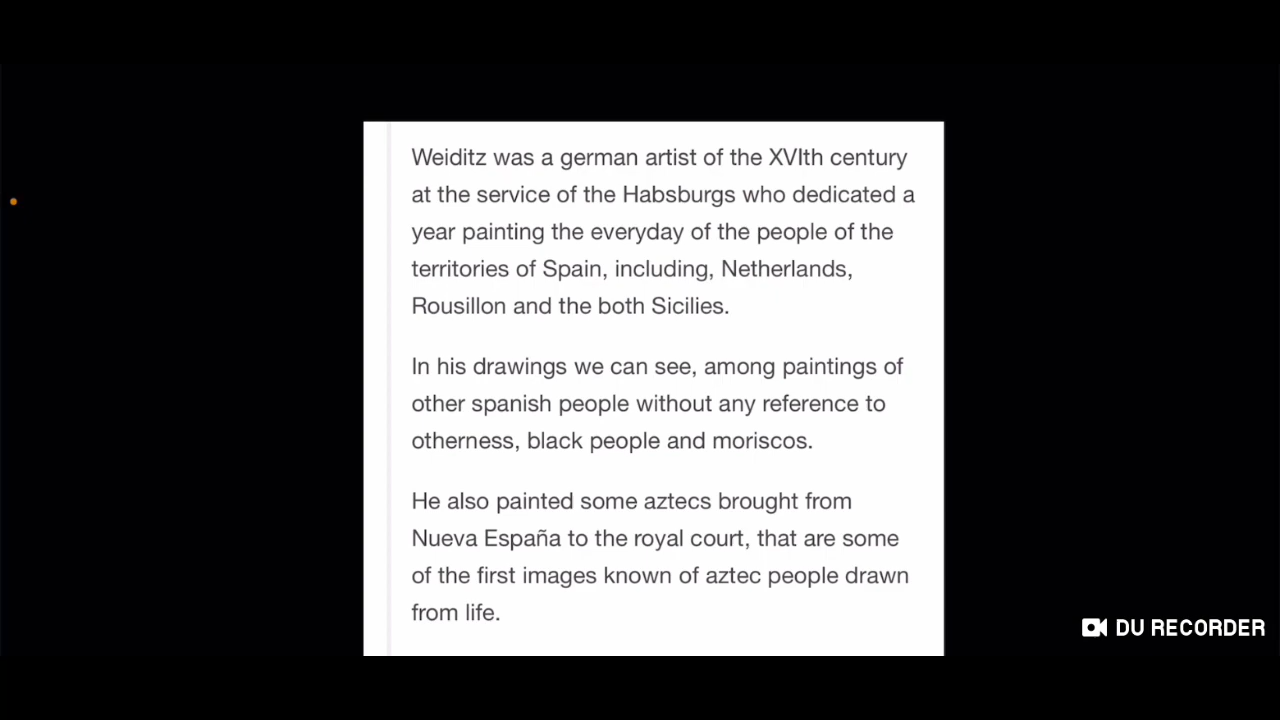 Weiditz was a german artist of the XVIth century
at the service of the Habsburgs who dedicated a
year painting the everyday of the people of the
territories of Spain, including, Netherlands,
Rousillon and the both Sicilies.
In his drawings we can see, among paintings of
other spanish people without any reference to
otherness, black people and moriscos.
He also painted some aztecs brought from
Nueva España to the royal court, that are some
of the first images known of aztec people drawn
from life.
DU RECORDER